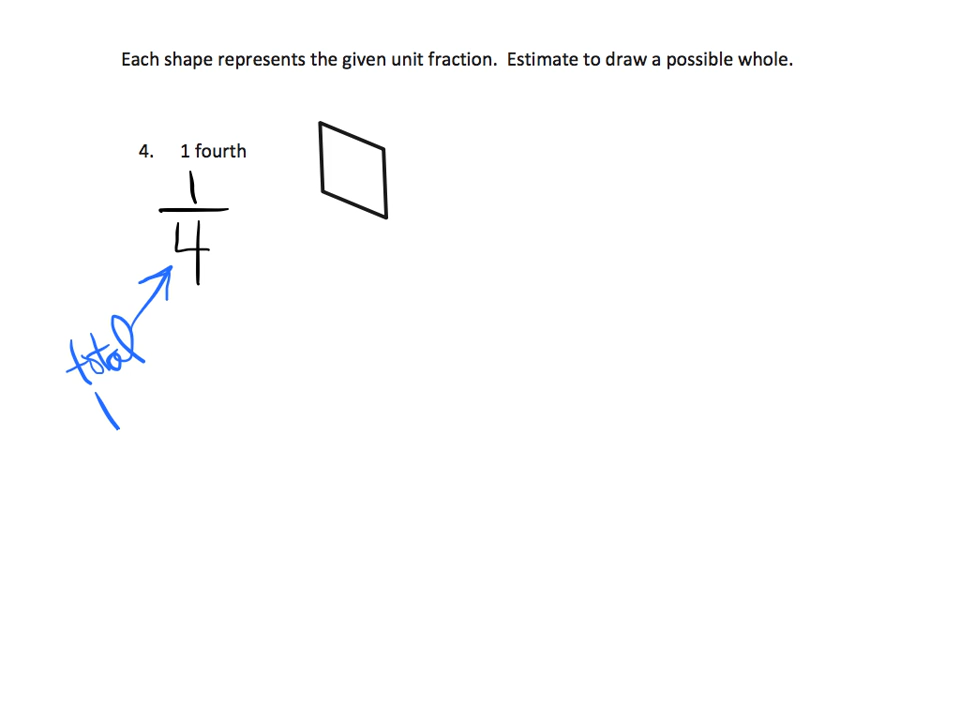 Each shape represents the given unit fraction.  Estimate to draw a possible whole.
4. 1 fourth
1
4
total